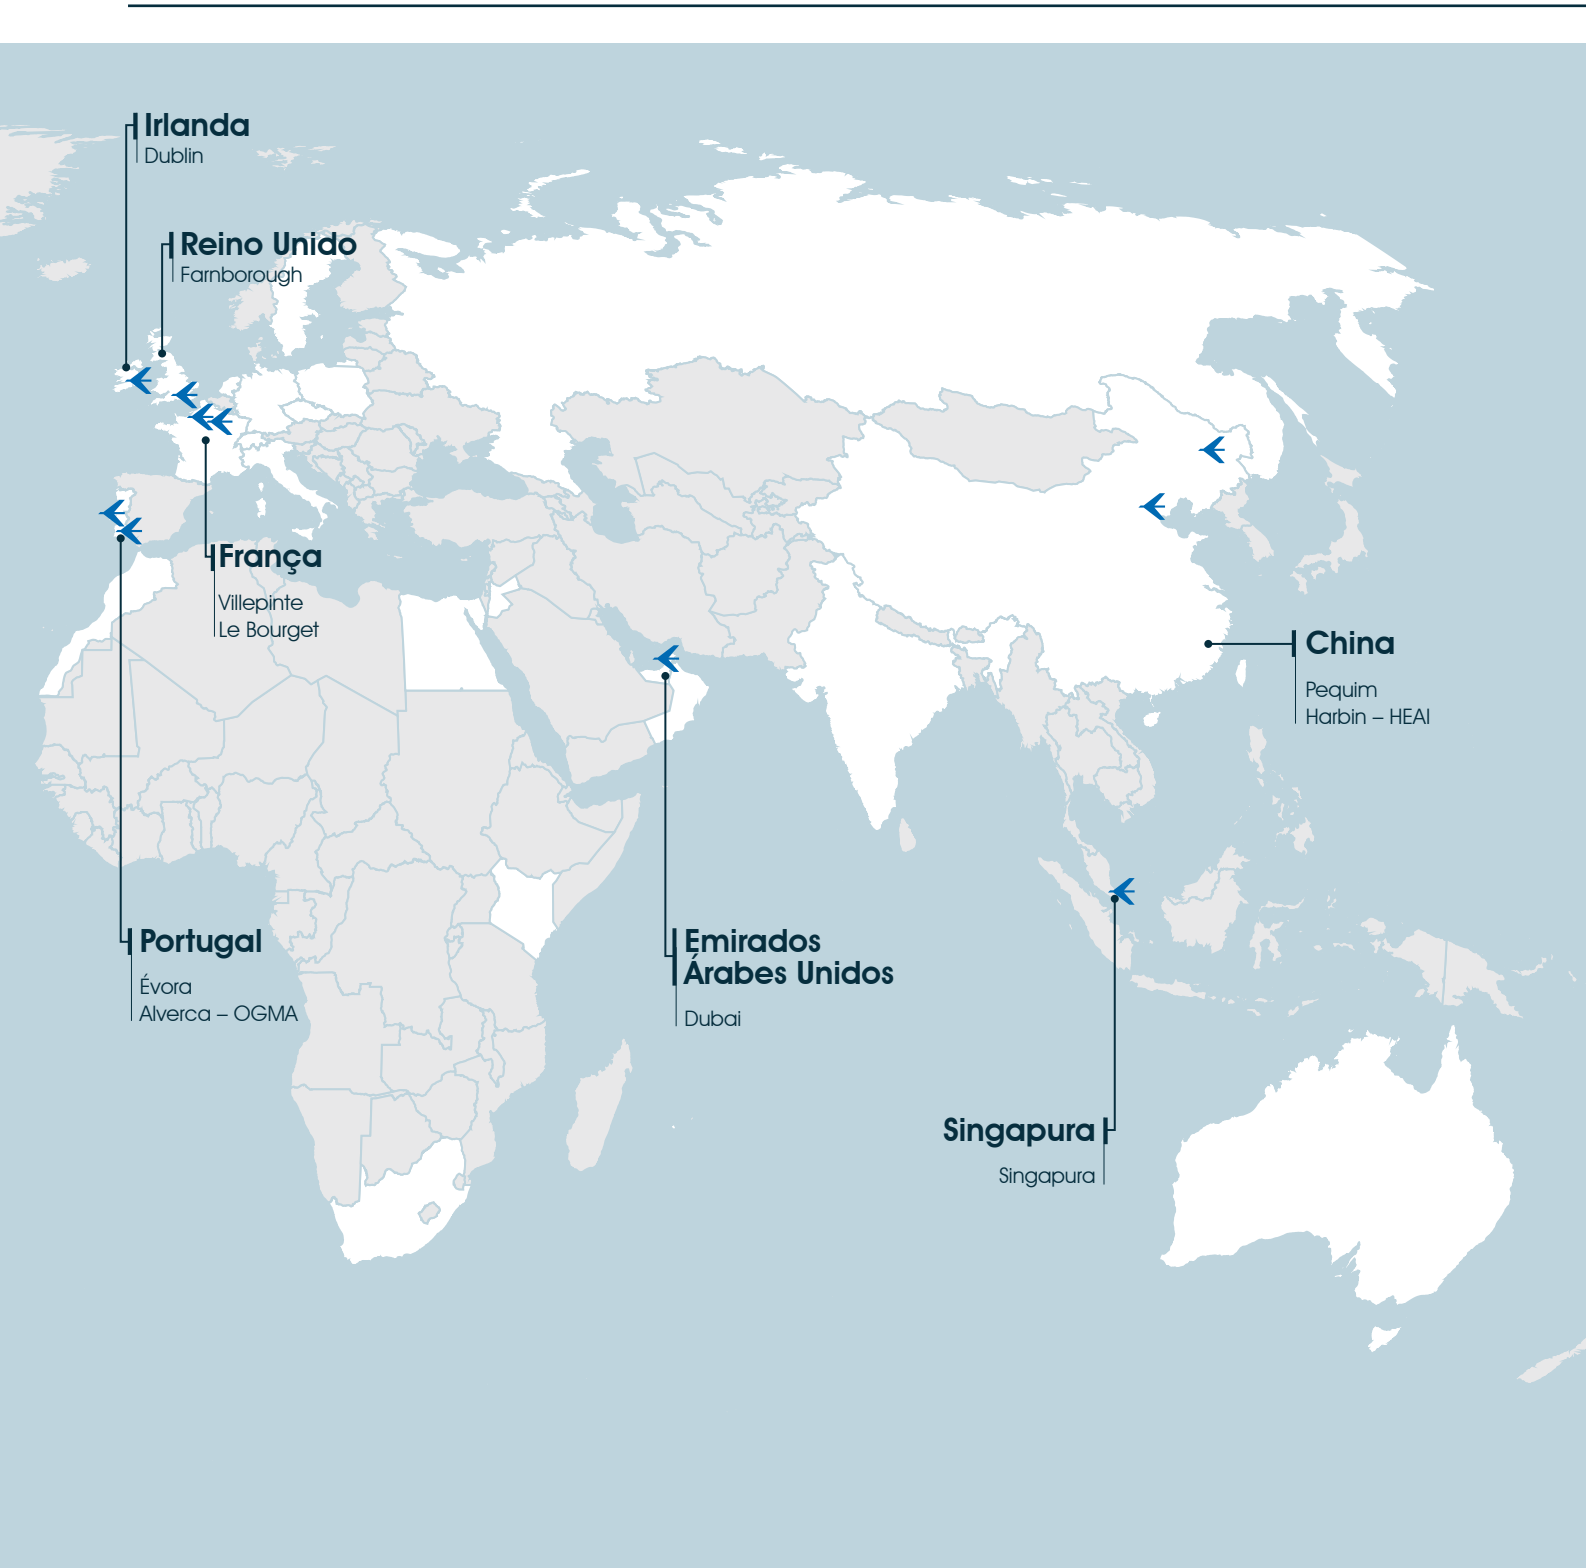 Irlanda
Dublin
Reino Unido
Farnborough
França
Villepinte
Le Bourget
China
Pequim
Harbin – HEAI
Portugal
Évora
Alverca – OGMA
Emirados
Árabes Unidos
Dubai
Singapura
Singapura